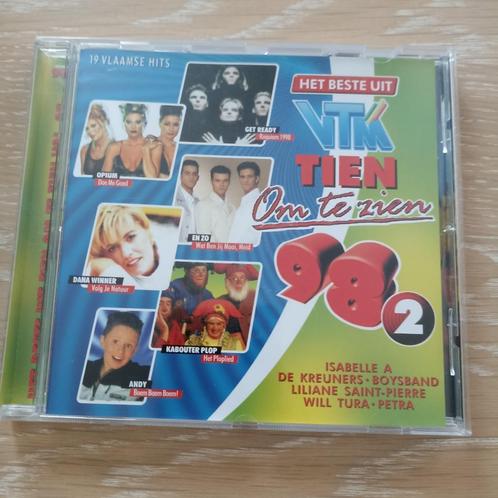 19 VLAAMSE HITS
HET BESTE UIT
VTM
TIEN
Om te zien
98
2
GET READY
Requiem 1998
OPIUM
Doe Me Goed
EN ZO
Wat Ben Jij Mooi, Meid
DANA WINNER
Volg Je Natuur
KABOUTER PLOP
Het Ploplied
ANDY
Boem Boem Boem!
ISABELLE A
DE KREUNERS · BOYSBAND
LILIANE SAINT-PIERRE
WILL TURA · PETRA